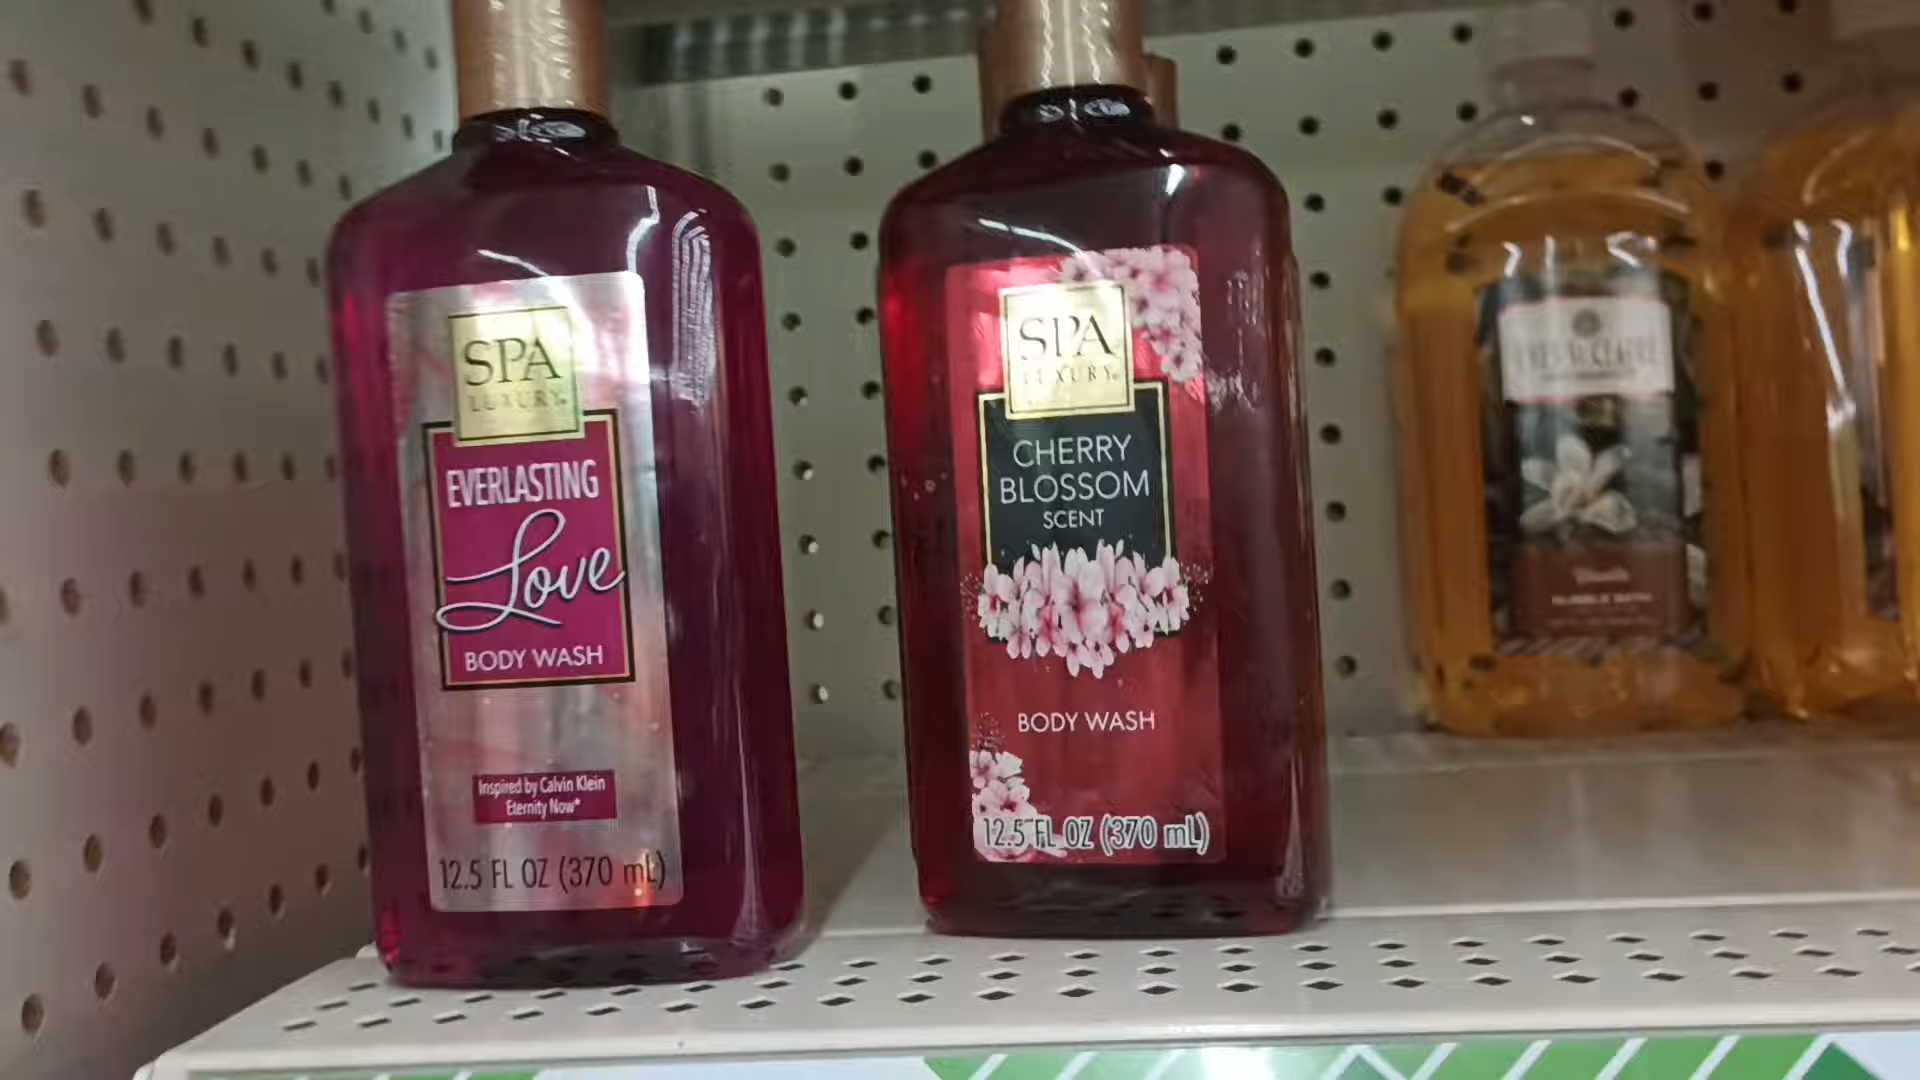 SPA
LUXURY
EVERLASTING
Love
BODY WASH
Inspired by Calvin Klein
Eternity Now*
12.5 FL OZ (370 mL)
SPA
LUXURY
CHERRY
BLOSSOM
SCENT
BODY WASH
12.5 FL OZ (370 mL)